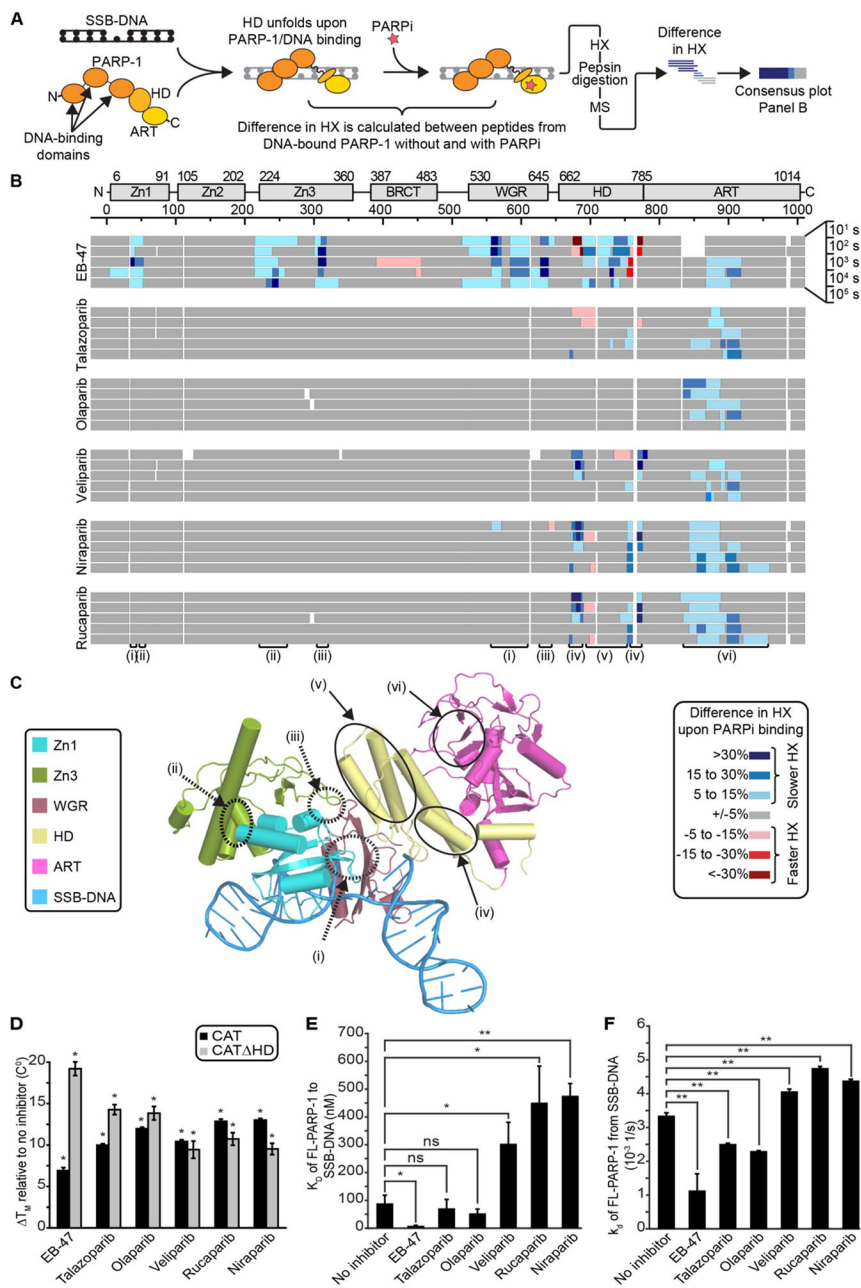 A
SSB-DNA
PARP-1
N
HD
ART
C
DNA-binding
domains
HD unfolds upon
PARP-1/DNA binding
PARPi
Difference in HX is calculated between peptides from
DNA-bound PARP-1 without and with PARPi
HX
Pepsin
digestion
MS
Difference
in HX
Consensus plot
Panel B
B
6 91 105 202 224 360 387 483 530 645 662 785 1014
N Zn1 Zn2 Zn3 BRCT WGR HD ART C
0 100 200 300 400 500 600 700 800 900 1000
10¹ s
10² s
10³ s
10⁴ s
10⁵ s
EB-47
Talazoparib
Olaparib
Veliparib
Niraparib
Rucaparib
(i) (ii) (ii) (iii) (i) (iii) (iv) (v) (iv) (vi)
C
Zn1
Zn3
WGR
HD
ART
SSB-DNA
(v)
(vi)
(iii)
(ii)
(iv)
(i)
Difference in HX
upon PARPi binding
>30%
15 to 30%
5 to 15%
Slower HX
+/-5%
-5 to -15%
-15 to -30%
<-30%
Faster HX
D
CAT
CATΔHD
ΔT_M relative to no inhibitor (C⁰)
20
15
10
5
0
* * * * * * * * * * * *
EB-47 Talazoparib Olaparib Veliparib Rucaparib Niraparib
E
K_D of FL-PARP-1 to
SSB-DNA (nM)
700
650
600
550
500
450
400
350
300
250
200
150
100
50
0
**
*
*
ns
ns
*
No inhibitor EB-47 Talazoparib Olaparib Veliparib Rucaparib Niraparib
F
k_d of FL-PARP-1 from SSB-DNA
(10⁻³ 1/s)
6
5
4
3
2
1
0
**
**
**
**
**
**
No inhibitor EB-47 Talazoparib Olaparib Veliparib Rucaparib Niraparib